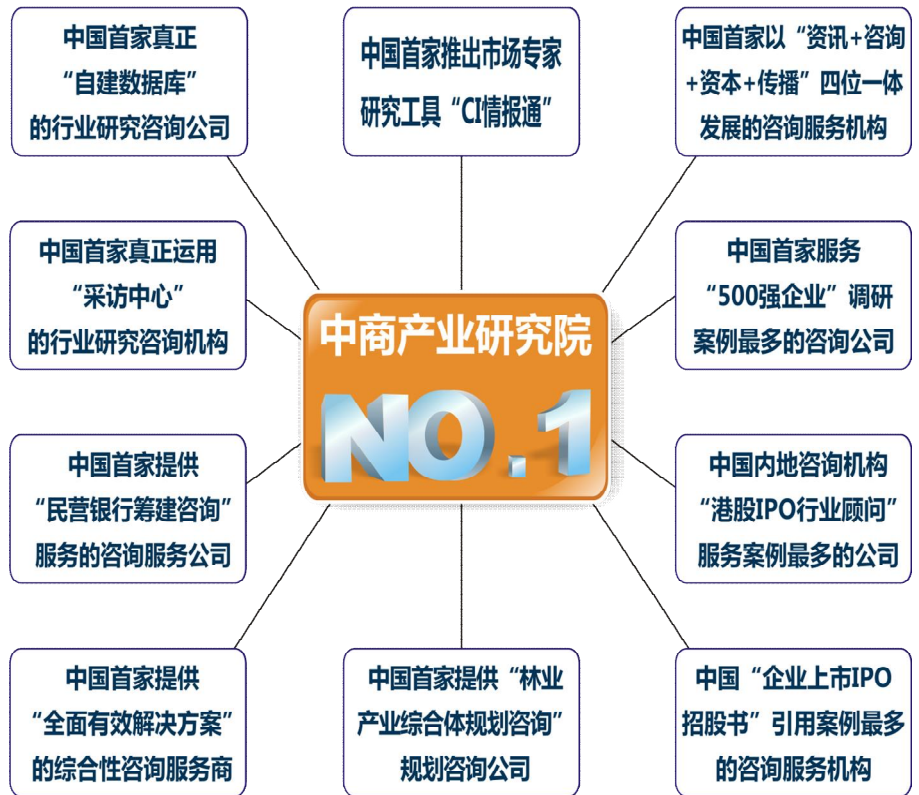 中国首家真正
“自建数据库”
的行业研究咨询公司
中国首家推出市场专家
研究工具“CI情报通”
中国首家以“资讯+咨询
+资本+传播”四位一体
发展的咨询服务机构
中国首家真正运用
“采访中心”
的行业研究咨询机构
中国首家服务
“500强企业”调研
案例最多的咨询公司
中商产业研究院
NO.1
中国首家提供
“民营银行筹建咨询”
服务的咨询服务公司
中国内地咨询机构
“港股IPO行业顾问”
服务案例最多的公司
中国首家提供
“全面有效解决方案”
的综合性咨询服务商
中国首家提供“林业
产业综合体规划咨询”
规划咨询公司
中国“企业上市IPO
招股书”引用案例最多
的咨询服务机构